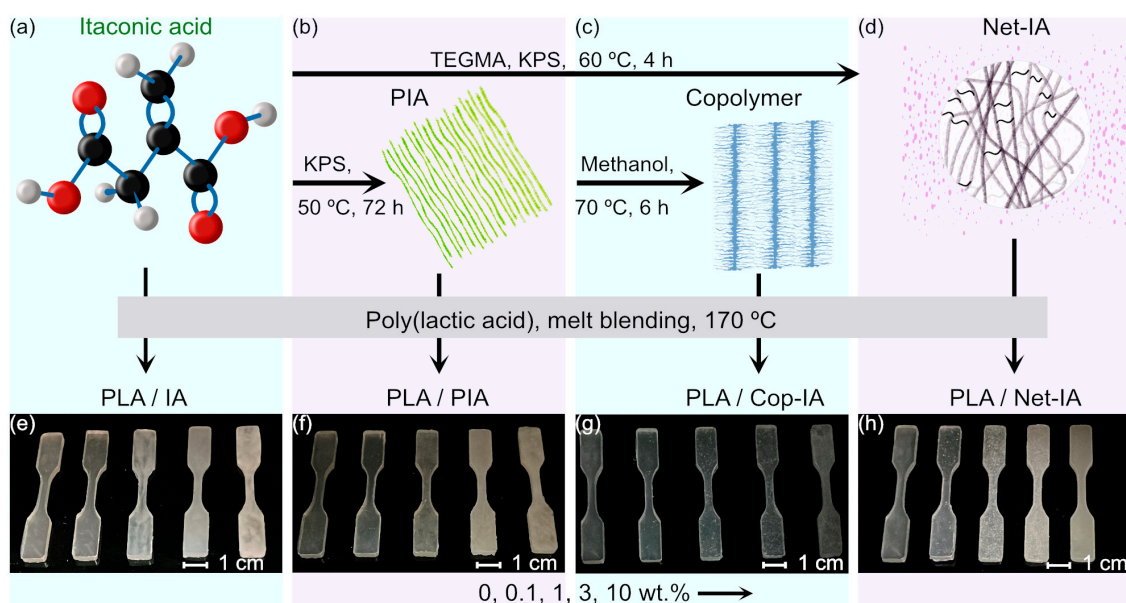 (a)
Itaconic acid
(b)
(c)
(d)
Net-IA
TEGMA, KPS, 60 ºC, 4 h
PIA
Copolymer
KPS,
50 ºC, 72 h
Methanol,
70 ºC, 6 h
Poly(lactic acid), melt blending, 170 ºC
PLA / IA
PLA / PIA
PLA / Cop-IA
PLA / Net-IA
(e)
(f)
(g)
(h)
1 cm
1 cm
1 cm
1 cm
0, 0.1, 1, 3, 10 wt.%